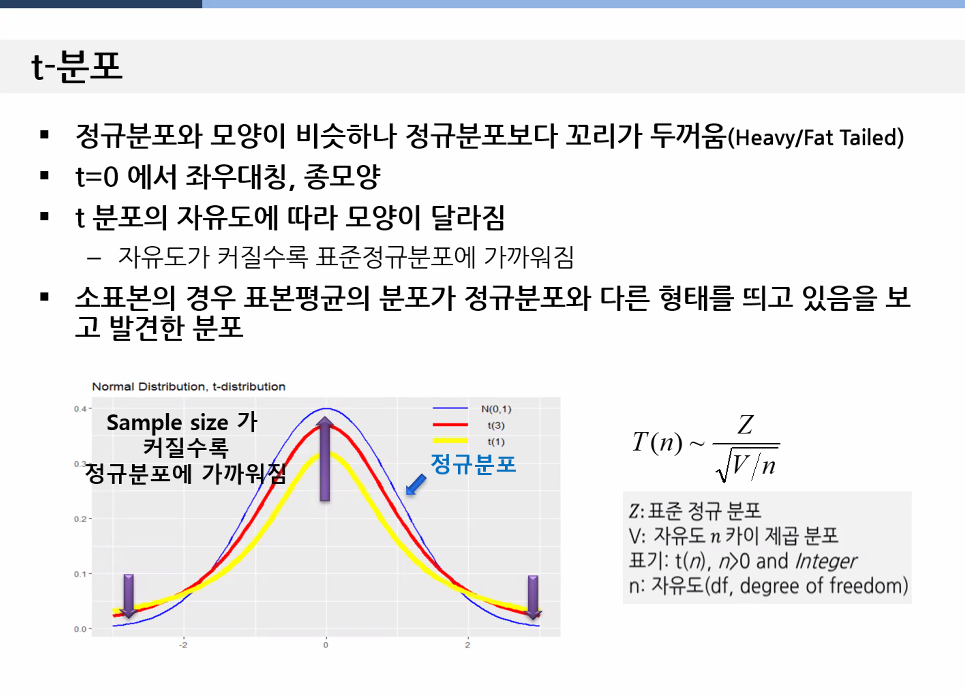 t-분포
▪ 정규분포와 모양이 비슷하나 정규분포보다 꼬리가 두꺼움(Heavy/Fat Tailed)
▪ t=0 에서 좌우대칭, 종모양
▪ t 분포의 자유도에 따라 모양이 달라짐
– 자유도가 커질수록 표준정규분포에 가까워짐
▪ 소표본의 경우 표본평균의 분포가 정규분포와 다른 형태를 띄고 있음을 보
고 발견한 분포
Normal Distribution, t-distribution
0.4
0.3
0.2
0.1
0.0
-2
0
2
Sample size 가
커질수록
정규분포에 가까워짐
N(0,1)
t(3)
t(1)
정규분포
T(n) ~ Z / √(V/n)
Z: 표준 정규 분포
V: 자유도 n 카이 제곱 분포
표기: t(n), n>0 and Integer
n: 자유도(df, degree of freedom)